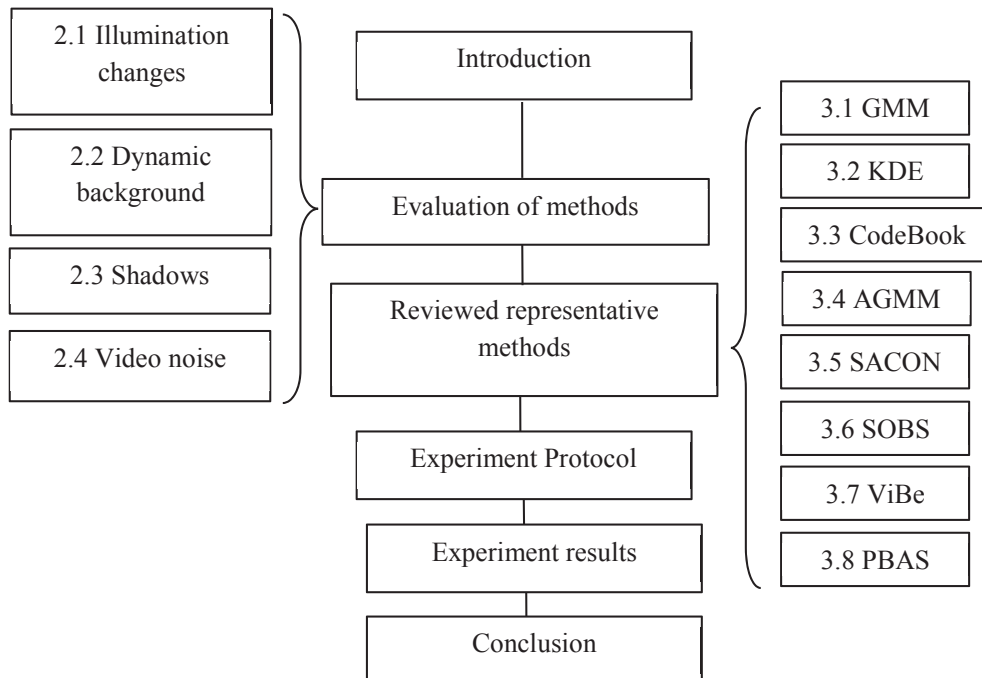 2.1 Illumination
changes
2.2 Dynamic
background
2.3 Shadows
2.4 Video noise
Introduction
Evaluation of methods
Reviewed representative
methods
Experiment Protocol
Experiment results
Conclusion
3.1 GMM
3.2 KDE
3.3 CodeBook
3.4 AGMM
3.5 SACON
3.6 SOBS
3.7 ViBe
3.8 PBAS